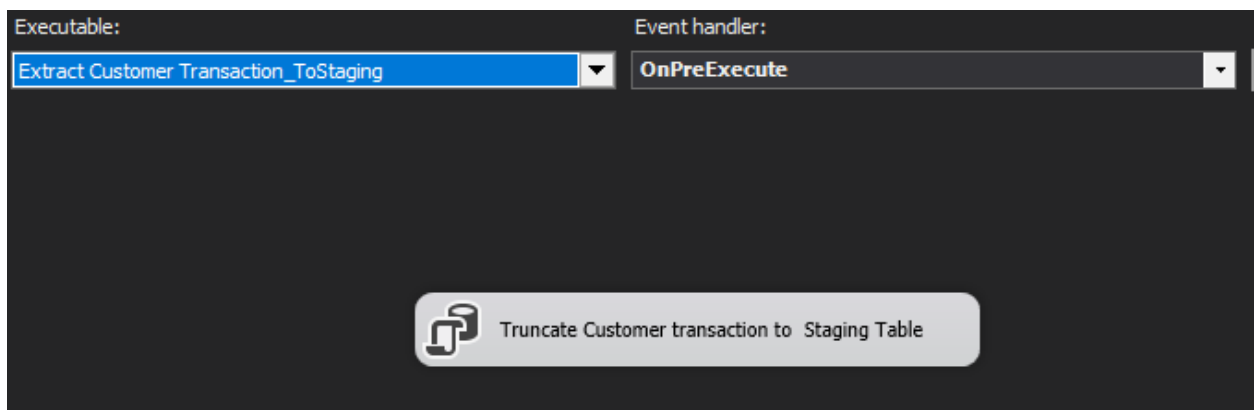 Executable:
Event handler:
Extract Customer Transaction_ToStaging
OnPreExecute
Truncate Customer transaction to  Staging Table